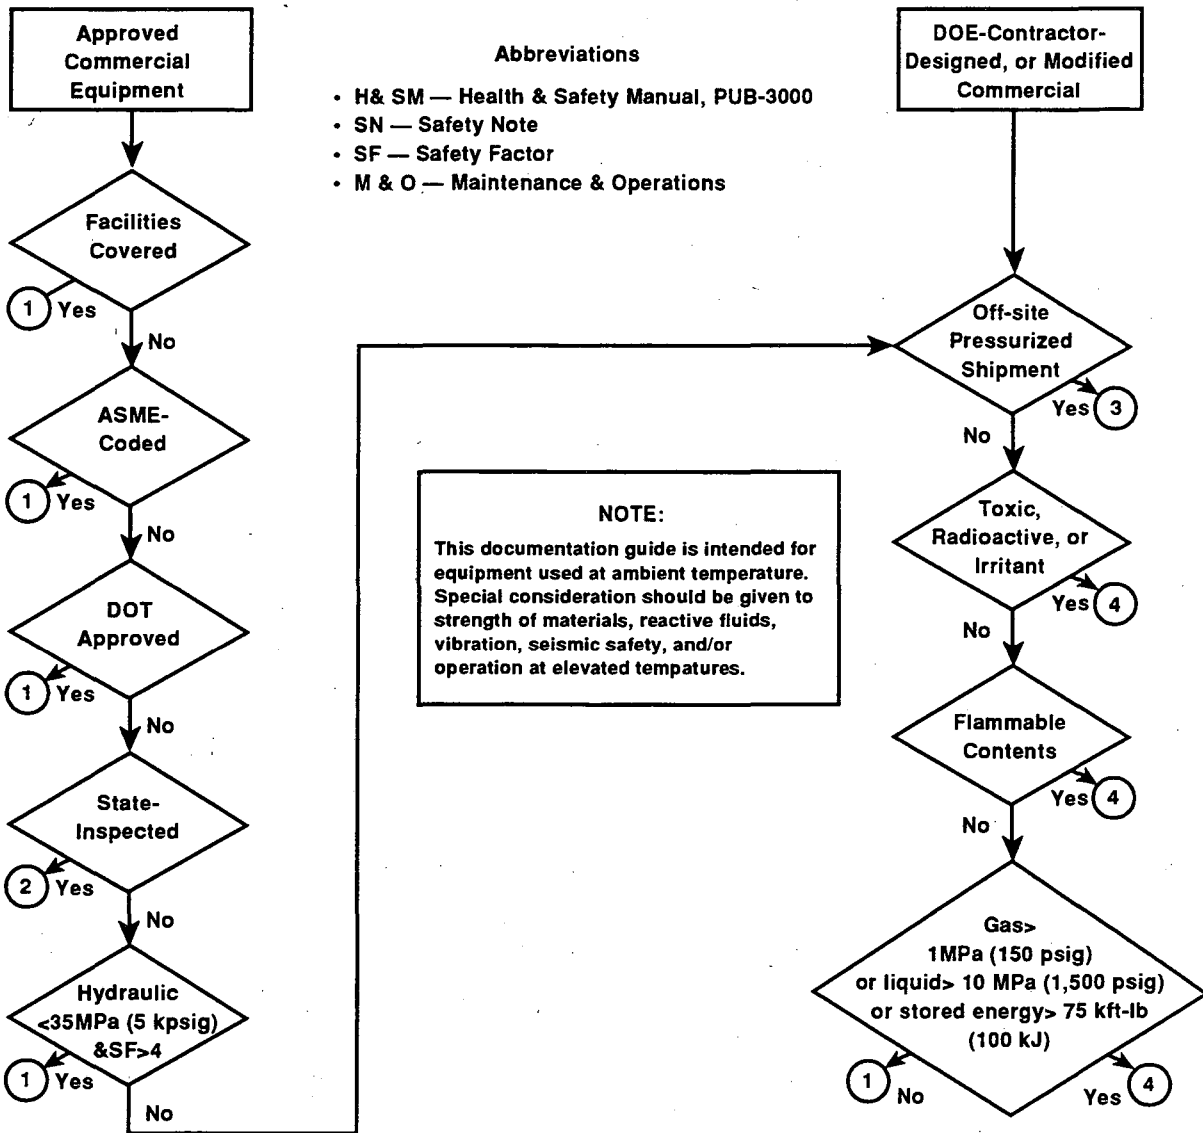 Approved
Commercial
Equipment
Abbreviations
• H& SM — Health & Safety Manual, PUB-3000
• SN — Safety Note
• SF — Safety Factor
• M & O — Maintenance & Operations
DOE-Contractor-
Designed, or Modified
Commercial
Facilities
Covered
1 Yes
No
ASME-
Coded
1 Yes
No
DOT
Approved
1 Yes
No
State-
Inspected
2 Yes
No
Hydraulic
<35MPa (5 kpsig)
&SF>4
1 Yes
No
NOTE:
This documentation guide is intended for
equipment used at ambient temperature.
Special consideration should be given to
strength of materials, reactive fluids,
vibration, seismic safety, and/or
operation at elevated tempatures.
Off-site
Pressurized
Shipment
Yes 3
No
Toxic,
Radioactive, or
Irritant
Yes 4
No
Flammable
Contents
Yes 4
No
Gas>
1MPa (150 psig)
or liquid> 10 MPa (1,500 psig)
or stored energy> 75 kft-lb
(100 kJ)
1 No
Yes 4